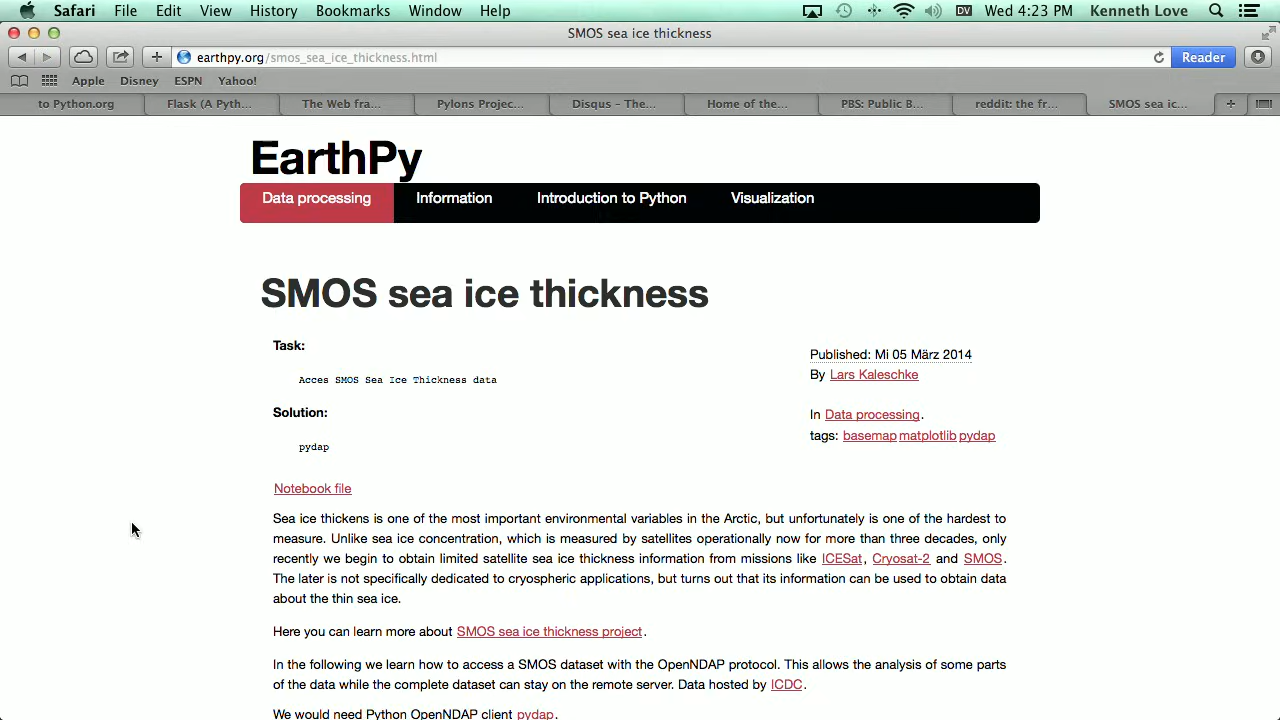 Safari File Edit View History Bookmarks Window Help DV Wed 4:23 PM Kenneth Love
SMOS sea ice thickness
earthpy.org/smos_sea_ice_thickness.html Reader
Apple Disney ESPN Yahoo!
to Python.org Flask (A Pyth... The Web fra... Pylons Projec... Disqus – The... Home of the... PBS: Public B... reddit: the fr... SMOS sea ic...
EarthPy
Data processing Information Introduction to Python Visualization
SMOS sea ice thickness
Task:
Published: Mi 05 März 2014
By Lars Kaleschke
Acces SMOS Sea Ice Thickness data
Solution:
In Data processing.
tags: basemap matplotlib pydap
pydap
Notebook file
Sea ice thickens is one of the most important environmental variables in the Arctic, but unfortunately is one of the hardest to
measure. Unlike sea ice concentration, which is measured by satellites operationally now for more than three decades, only
recently we begin to obtain limited satellite sea ice thickness information from missions like ICESat, Cryosat-2 and SMOS.
The later is not specifically dedicated to cryospheric applications, but turns out that its information can be used to obtain data
about the thin sea ice.
Here you can learn more about SMOS sea ice thickness project.
In the following we learn how to access a SMOS dataset with the OpenNDAP protocol. This allows the analysis of some parts
of the data while the complete dataset can stay on the remote server. Data hosted by ICDC.
We would need Python OpenNDAP client pydap.